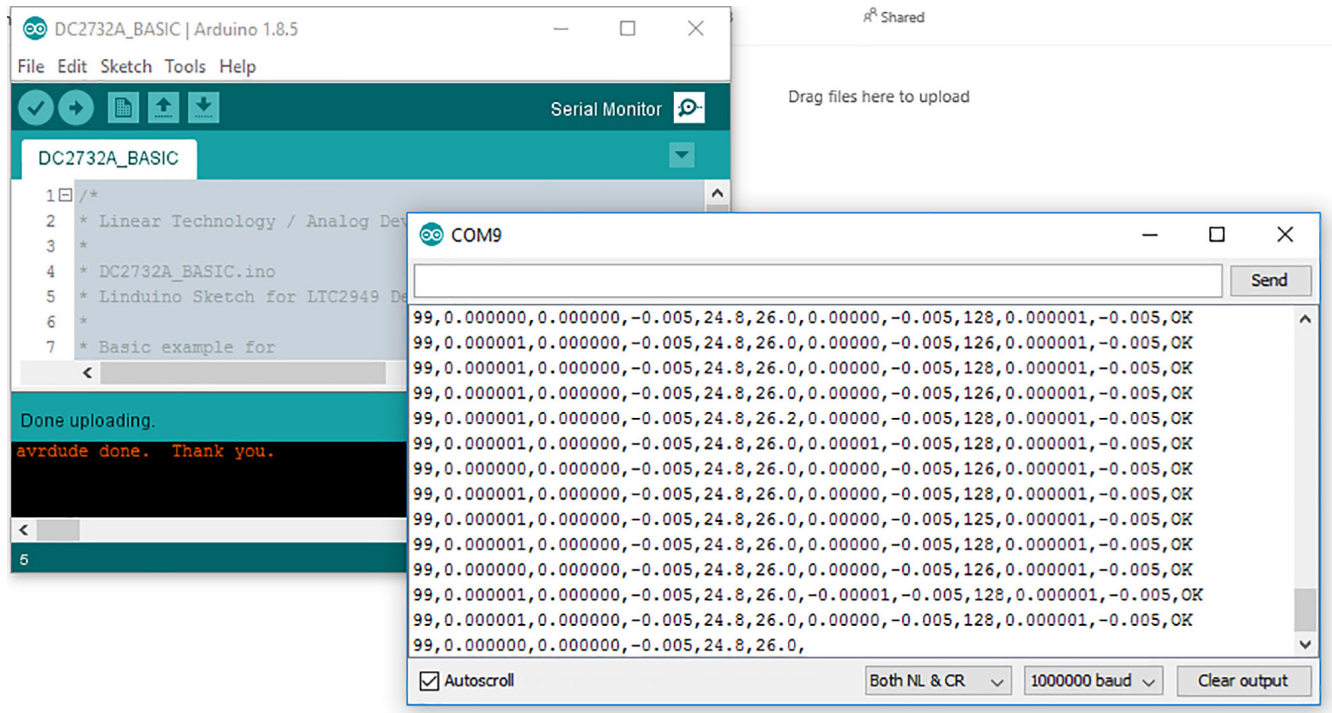 DC2732A_BASIC | Arduino 1.8.5
Shared
File Edit Sketch Tools Help
Serial Monitor
Drag files here to upload
DC2732A_BASIC
1 /*
2 * Linear Technology / Analog
3 *
4 * DC2732A_BASIC.ino
5 * Linduino Sketch for LTC2949
6 *
7 * Basic example for
Done uploading.
avrdude done. Thank you.
5
COM9
Send
99,0.000000,0.000000,-0.005,24.8,26.0,0.00000,-0.005,128,0.000001,-0.005,OK
99,0.000001,0.000000,-0.005,24.8,26.0,0.00000,-0.005,126,0.000001,-0.005,OK
99,0.000001,0.000000,-0.005,24.8,26.0,0.00000,-0.005,128,0.000001,-0.005,OK
99,0.000001,0.000000,-0.005,24.8,26.0,0.00000,-0.005,126,0.000001,-0.005,OK
99,0.000001,0.000000,-0.005,24.8,26.2,0.00000,-0.005,128,0.000001,-0.005,OK
99,0.000001,0.000000,-0.005,24.8,26.0,0.00001,-0.005,128,0.000001,-0.005,OK
99,0.000000,0.000000,-0.005,24.8,26.0,0.00000,-0.005,126,0.000001,-0.005,OK
99,0.000001,0.000000,-0.005,24.8,26.0,0.00000,-0.005,128,0.000001,-0.005,OK
99,0.000001,0.000000,-0.005,24.8,26.0,0.00000,-0.005,125,0.000001,-0.005,OK
99,0.000001,0.000000,-0.005,24.8,26.0,0.00000,-0.005,128,0.000001,-0.005,OK
99,0.000000,0.000000,-0.005,24.8,26.0,0.00000,-0.005,126,0.000001,-0.005,OK
99,0.000001,0.000000,-0.005,24.8,26.0,-0.00001,-0.005,128,0.000001,-0.005,OK
99,0.000001,0.000000,-0.005,24.8,26.0,0.00000,-0.005,128,0.000001,-0.005,OK
99,0.000000,0.000000,-0.005,24.8,26.0,
Autoscroll
Both NL & CR
1000000 baud
Clear output